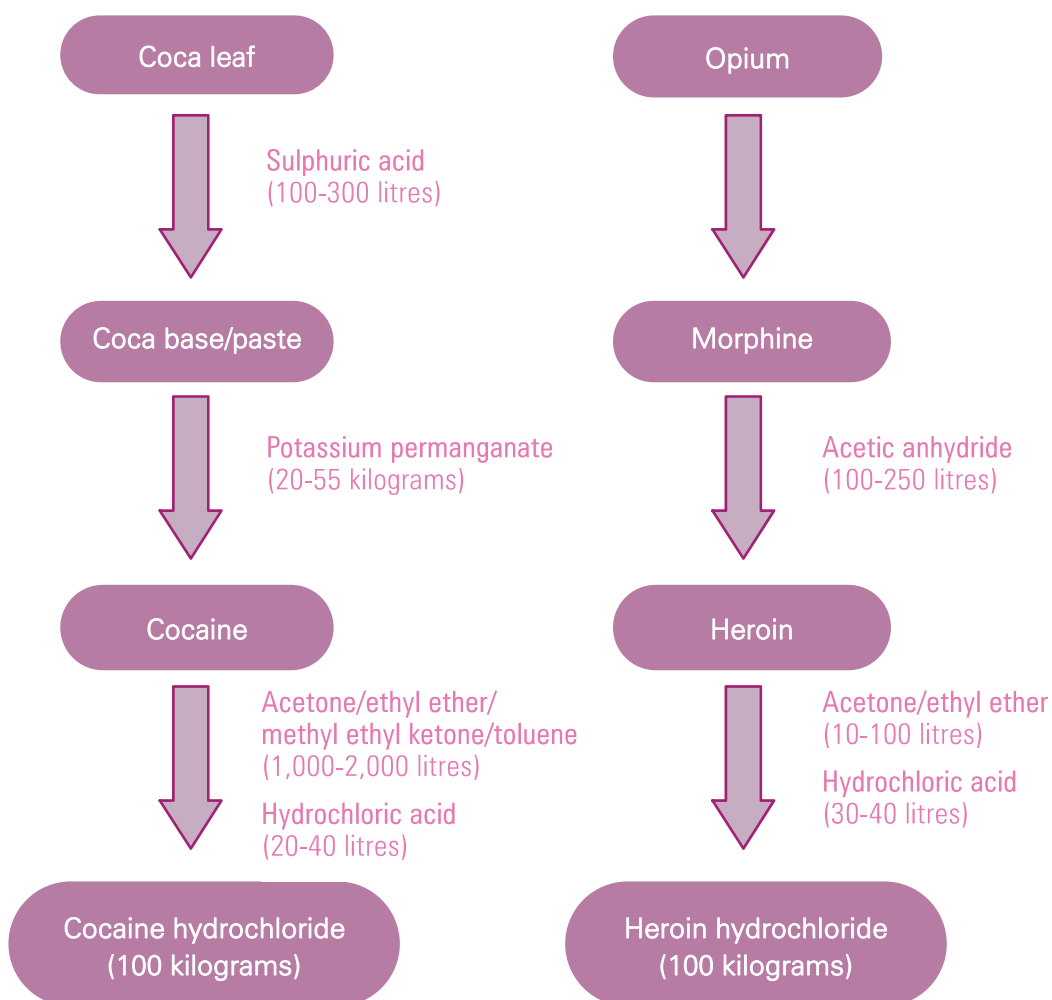 Coca leaf
Sulphuric acid
(100-300 litres)
Coca base/paste
Potassium permanganate
(20-55 kilograms)
Cocaine
Acetone/ethyl ether/
methyl ethyl ketone/toluene
(1,000-2,000 litres)
Hydrochloric acid
(20-40 litres)
Cocaine hydrochloride
(100 kilograms)
Opium
Morphine
Acetic anhydride
(100-250 litres)
Heroin
Acetone/ethyl ether
(10-100 litres)
Hydrochloric acid
(30-40 litres)
Heroin hydrochloride
(100 kilograms)